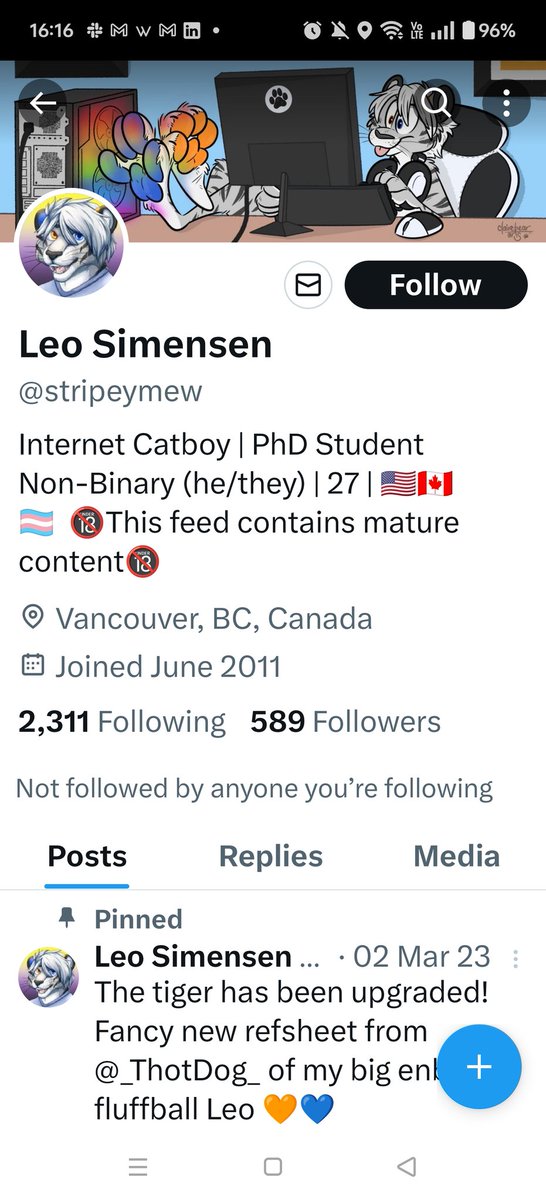 16:16 M W M in Vo LTE 96%
Follow
Leo Simensen
@stripeymew
Internet Catboy | PhD Student
Non-Binary (he/they) | 27 | 🇺🇸🇨🇦
🏳️‍⚧️ 🔞This feed contains mature
content🔞
Vancouver, BC, Canada
Joined June 2011
2,311 Following 589 Followers
Not followed by anyone you’re following
Posts Replies Media
Pinned
Leo Simensen ... · 02 Mar 23
The tiger has been upgraded!
Fancy new refsheet from
@_ThotDog_ of my big
fluffball Leo 🧡💙